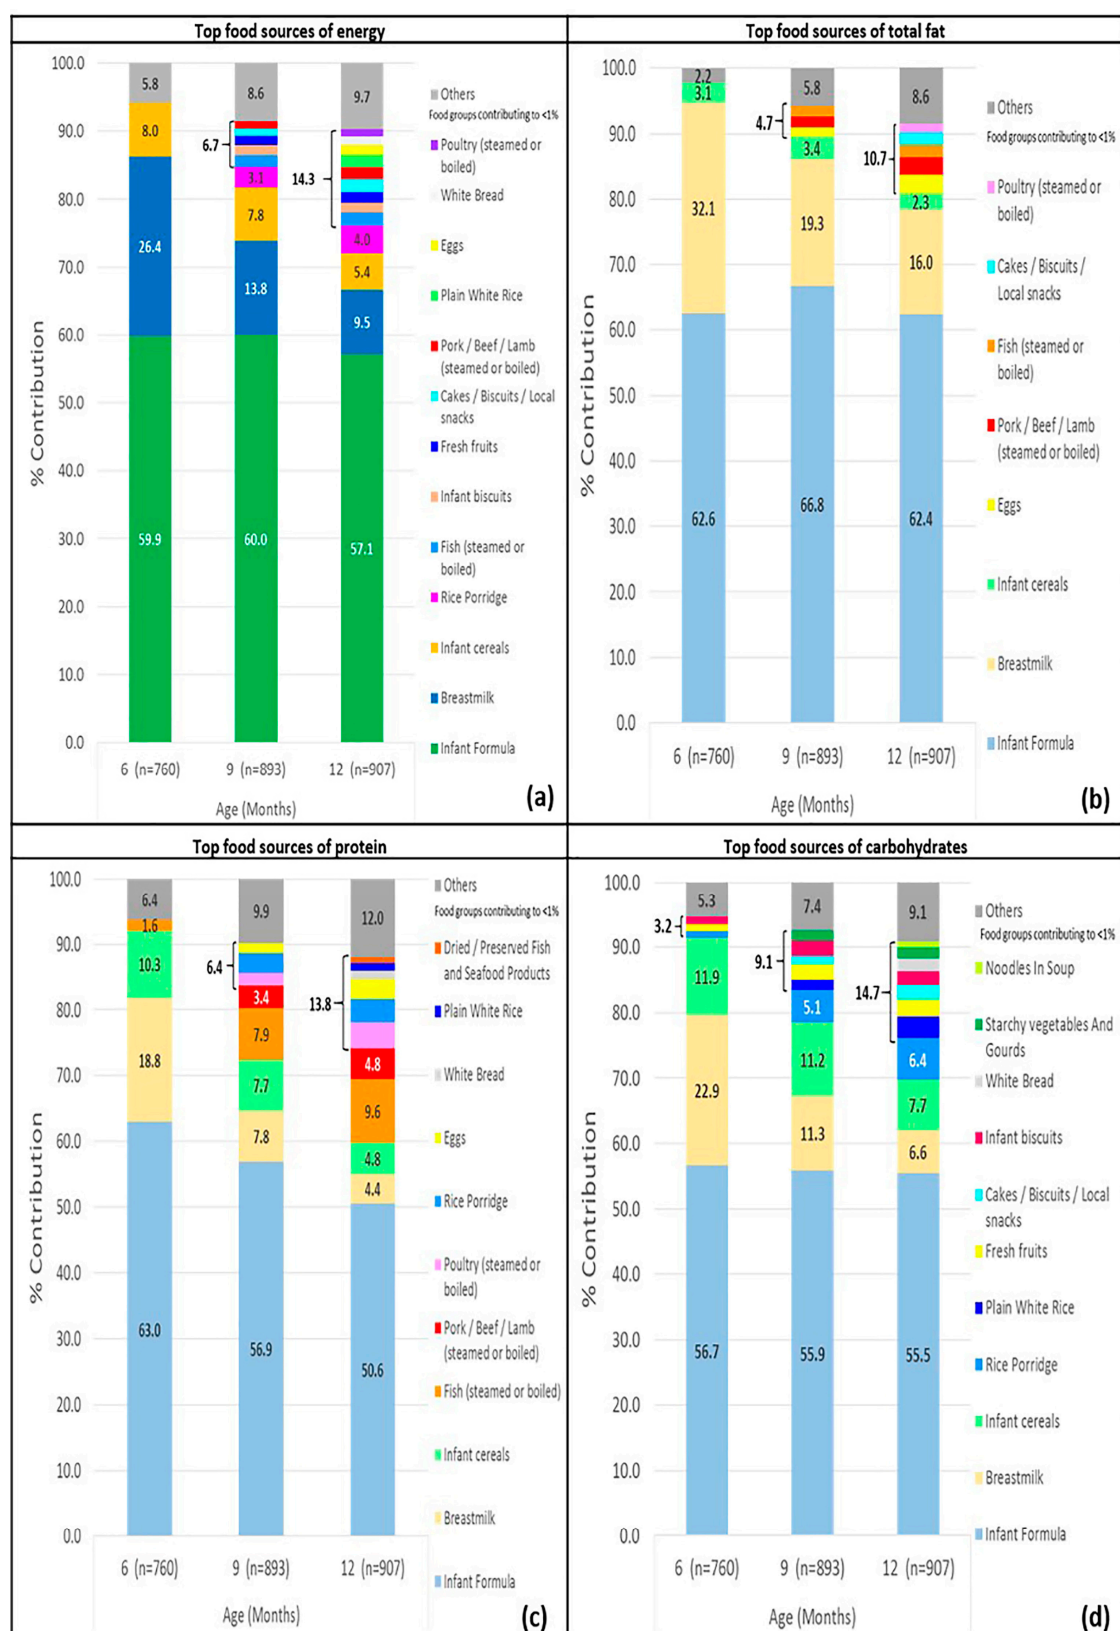 Top food sources of energy
100.0
90.0
80.0
70.0
60.0
50.0
40.0
30.0
20.0
10.0
0.0
% Contribution
5.8
8.0
26.4
59.9
8.6
6.7
3.1
7.8
13.8
60.0
9.7
14.3
4.0
5.4
9.5
57.1
6 (n=760)
9 (n=893)
12 (n=907)
Age (Months)
Others
Food groups contributing to <1%
Poultry (steamed or
boiled)
White Bread
Eggs
Plain White Rice
Pork / Beef / Lamb
(steamed or boiled)
Cakes / Biscuits / Local
snacks
Fresh fruits
Infant biscuits
Fish (steamed or
boiled)
Rice Porridge
Infant cereals
Breastmilk
Infant Formula
(a)
Top food sources of total fat
100.0
90.0
80.0
70.0
60.0
50.0
40.0
30.0
20.0
10.0
0.0
% Contribution
2.2
3.1
32.1
62.6
5.8
4.7
3.4
19.3
66.8
8.6
10.7
2.3
16.0
62.4
6 (n=760)
9 (n=893)
12 (n=907)
Age (Months)
Others
Food groups contributing to <1%
Poultry (steamed or
boiled)
Cakes / Biscuits /
Local snacks
Fish (steamed or
boiled)
Pork / Beef / Lamb
(steamed or boiled)
Eggs
Infant cereals
Breastmilk
Infant Formula
(b)
Top food sources of protein
100.0
90.0
80.0
70.0
60.0
50.0
40.0
30.0
20.0
10.0
0.0
% Contribution
6.4
1.6
10.3
18.8
63.0
9.9
6.4
3.4
7.9
7.7
7.8
56.9
12.0
13.8
4.8
9.6
4.8
4.4
50.6
6 (n=760)
9 (n=893)
12 (n=907)
Age (Months)
Others
Food groups contributing to <1%
Dried / Preserved Fish
and Seafood Products
Plain White Rice
White Bread
Eggs
Rice Porridge
Poultry (steamed or
boiled)
Pork / Beef / Lamb
(steamed or boiled)
Fish (steamed or boiled)
Infant cereals
Breastmilk
Infant Formula
(c)
Top food sources of carbohydrates
100.0
90.0
80.0
70.0
60.0
50.0
40.0
30.0
20.0
10.0
0.0
% Contribution
5.3
3.2
11.9
22.9
56.7
7.4
9.1
5.1
11.2
11.3
55.9
9.1
14.7
6.4
7.7
6.6
55.5
6 (n=760)
9 (n=893)
12 (n=907)
Age (Months)
Others
Food groups contributing to <1%
Noodles In Soup
Starchy vegetables And
Gourds
White Bread
Infant biscuits
Cakes / Biscuits / Local
snacks
Fresh fruits
Plain White Rice
Rice Porridge
Infant cereals
Breastmilk
Infant Formula
(d)